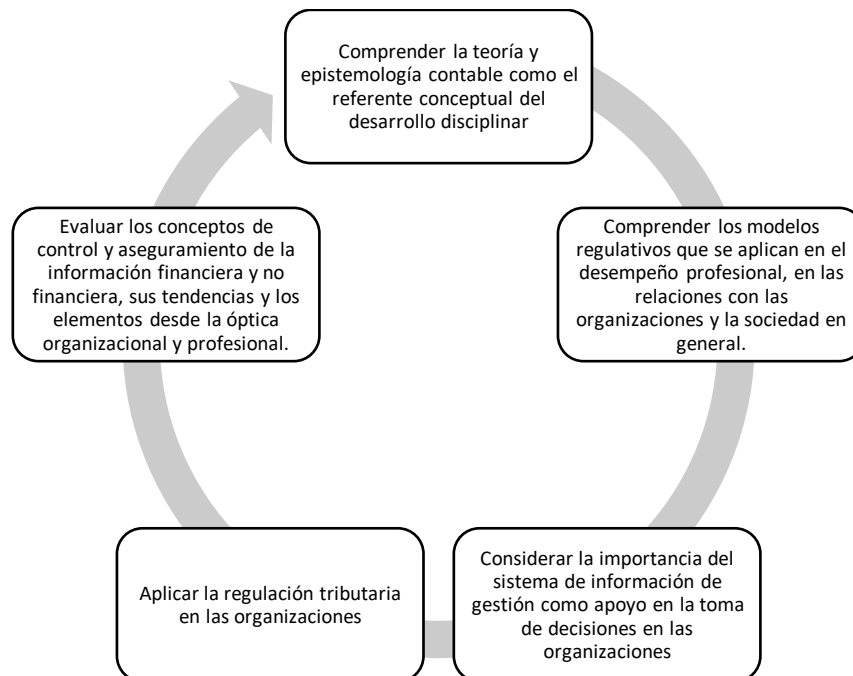 Comprender la teoría y
epistemología contable como el
referente conceptual del
desarrollo disciplinar
Comprender los modelos
regulativos que se aplican en el
desempeño profesional, en las
relaciones con las
organizaciones y la sociedad en
general.
Considerar la importancia del
sistema de información de
gestión como apoyo en la toma
de decisiones en las
organizaciones
Aplicar la regulación tributaria
en las organizaciones
Evaluar los conceptos de
control y aseguramiento de la
información financiera y no
financiera, sus tendencias y los
elementos desde la óptica
organizacional y profesional.